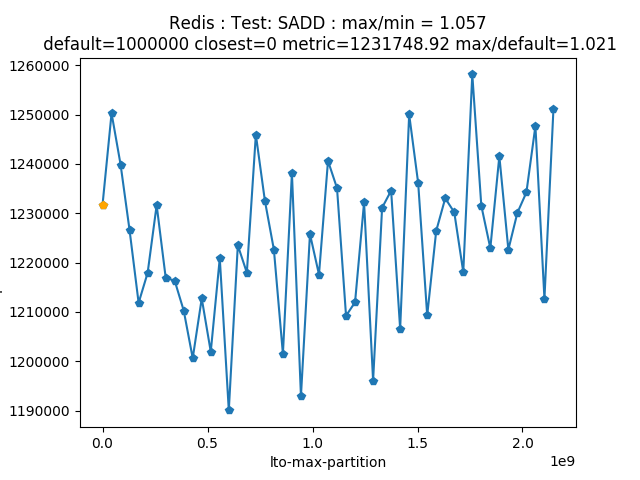 Redis : Test: SADD : max/min = 1.057
default=1000000 closest=0 metric=1231748.92 max/default=1.021
1260000
1250000
1240000
1230000
1220000
1210000
1200000
1190000
0.0 0.5 1.0 1.5 2.0
1e9
lto-max-partition